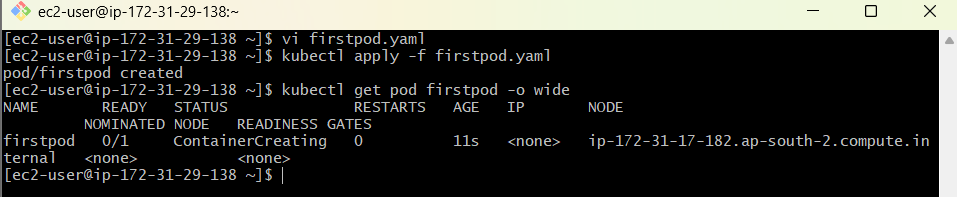 ec2-user@ip-172-31-29-138:~
[ec2-user@ip-172-31-29-138 ~]$ vi firstpod.yaml
[ec2-user@ip-172-31-29-138 ~]$ kubectl apply -f firstpod.yaml
pod/firstpod created
[ec2-user@ip-172-31-29-138 ~]$ kubectl get pod firstpod -o wide
NAME       READY   STATUS              RESTARTS   AGE   IP       NODE
        NOMINATED NODE   READINESS GATES
firstpod   0/1     ContainerCreating   0          11s   <none>   ip-172-31-17-182.ap-south-2.compute.in
ternal   <none>           <none>
[ec2-user@ip-172-31-29-138 ~]$